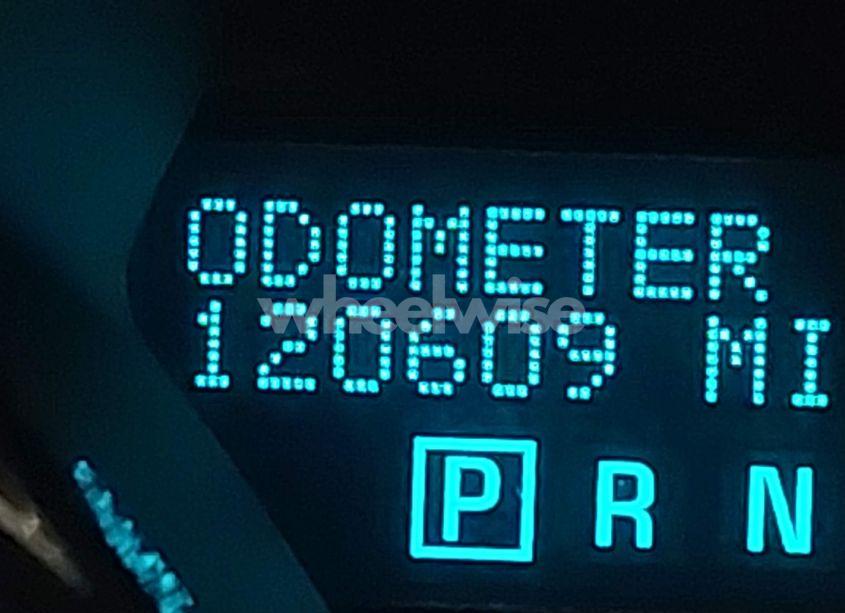 ODOMETER
wheelwise
120609 MI
P R N